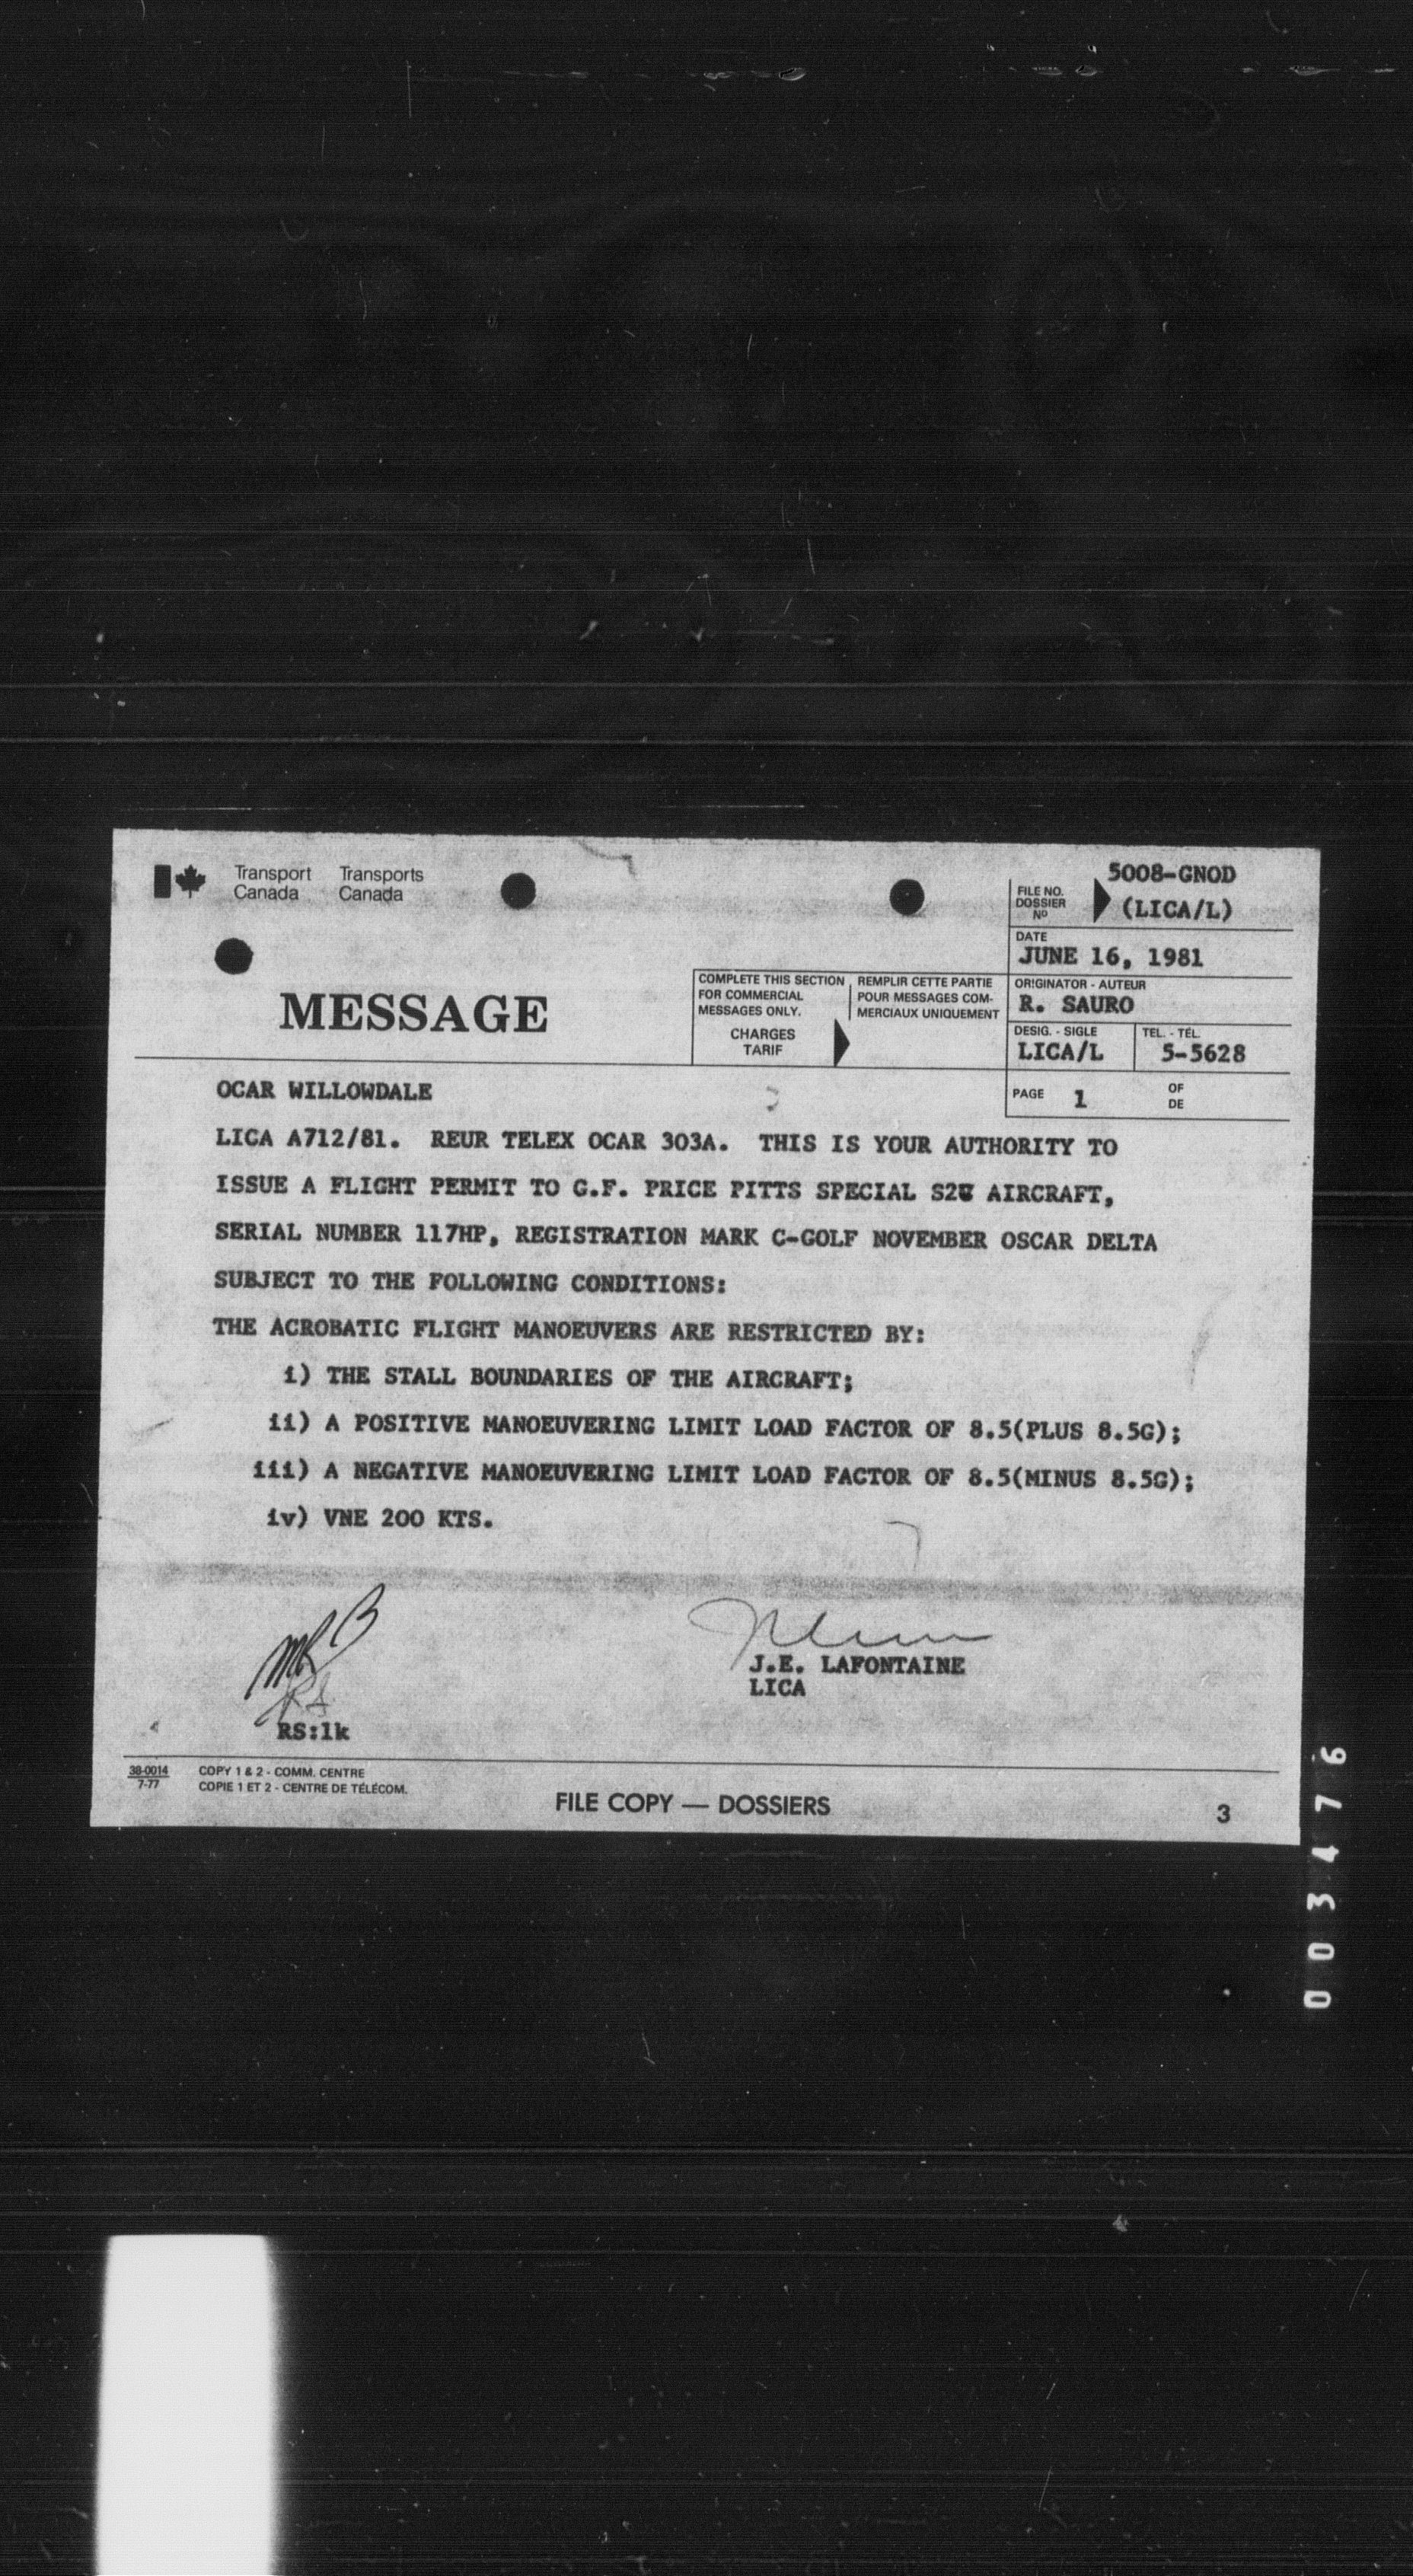 Transport Canada
Transports Canada
5008-GNOD
FILE NO.
DOSSIER
Nº
(LICA/L)
DATE
JUNE 16, 1981
MESSAGE
COMPLETE THIS SECTION
FOR COMMERCIAL
MESSAGES ONLY.
CHARGES
TARIF
REMPLIR CETTE PARTIE
POUR MESSAGES COM-
MERCIAUX UNIQUEMENT
ORIGINATOR - AUTEUR
R. SAURO
DESIG. - SIGLE
LICA/L
TEL. - TÉL.
5-5628
PAGE 1 OF
DE
OCAR WILLOWDALE
LICA A712/81. REUR TELEX OCAR 303A. THIS IS YOUR AUTHORITY TO
ISSUE A FLIGHT PERMIT TO G.F. PRICE PITTS SPECIAL AIRCRAFT,
SERIAL NUMBER 117HP, REGISTRATION MARK C-GOLF NOVEMBER OSCAR DELTA
SUBJECT TO THE FOLLOWING CONDITIONS:
THE ACROBATIC FLIGHT MANOEUVERS ARE RESTRICTED BY:
i) THE STALL BOUNDARIES OF THE AIRCRAFT;
ii) A POSITIVE MANOEUVERING LIMIT LOAD FACTOR OF 8.5(PLUS 8.5G);
iii) A NEGATIVE MANOEUVERING LIMIT LOAD FACTOR OF 8.5(MINUS 8.5G);
iv) VNE 200 KTS.
J.E. LAFONTAINE
LICA
RS:lk
38-0014
7-77
COPY 1 & 2 - COMM. CENTRE
COPIE 1 ET 2 - CENTRE DE TÉLÉCOM.
FILE COPY — DOSSIERS
3
003476